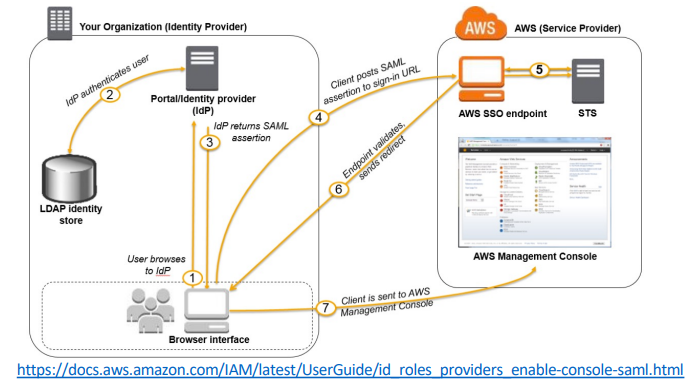 Your Organization (Identity Provider)
AWS
AWS (Service Provider)
IdP authenticates user
2
Portal/Identity provider
(IdP)
3
IdP returns SAML
assertion
LDAP identity
store
Client posts SAML
assertion to sign-in URL
4
5
AWS SSO endpoint
STS
Endpoint validates,
sends redirect
6
AWS Management Console
User browses
to IdP
1
Browser interface
7
Client is sent to AWS
Management Console
https://docs.aws.amazon.com/IAM/latest/UserGuide/id_roles_providers_enable-console-saml.html